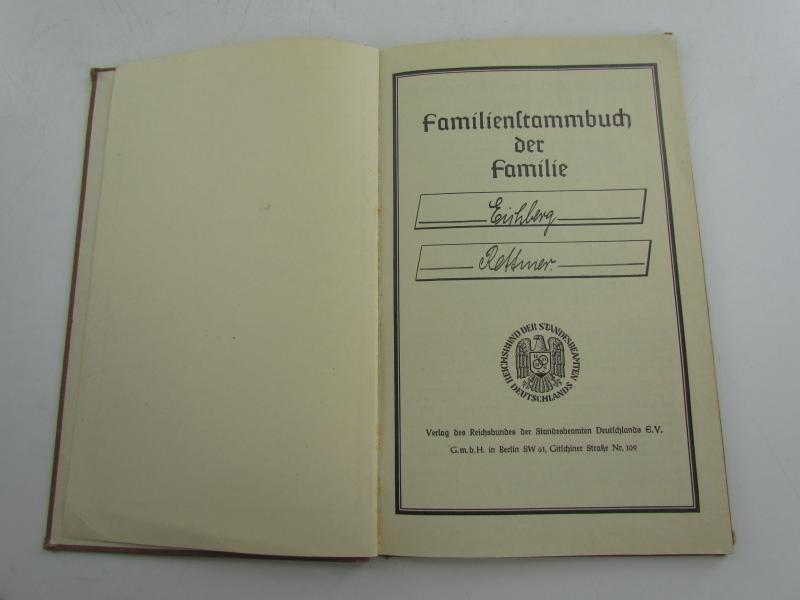 Familienstammbuch
der
Familie
Eichberg
Rettmer.
REICHSBUND DER STANDESBEAMTEN
DEUTSCHLANDS
Verlag des Reichsbundes der Standesbeamten Deutschlands E.V.
G.m.b.H. in Berlin SW 61, Gitschiner Straße Nr. 109